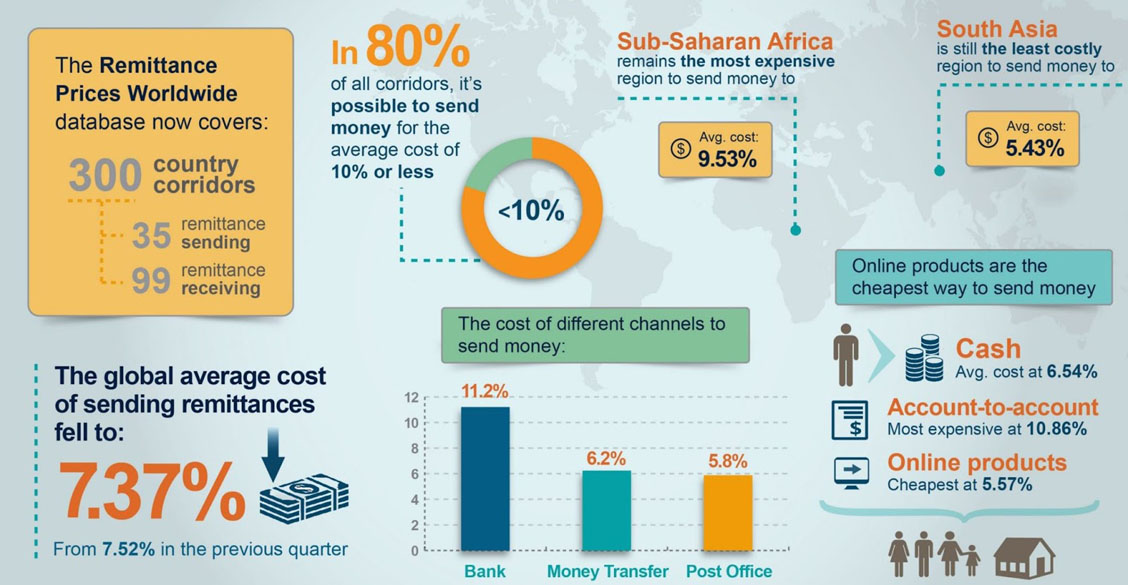 The Remittance
Prices Worldwide
database now covers:
300 country
corridors
35 remittance
sending
99 remittance
receiving
In 80%
of all corridors, it's
possible to send
money for the
average cost of
10% or less
<10%
Sub-Saharan Africa
remains the most expensive
region to send money to
$
Avg. cost:
9.53%
South Asia
is still the least costly
region to send money to
$
Avg. cost:
5.43%
The global average cost
of sending remittances
fell to:
7.37%
From 7.52% in the previous quarter
The cost of different channels to
send money:
12
10
8
6
4
2
0
11.2%
6.2%
5.8%
Bank
Money Transfer
Post Office
Online products are the
cheapest way to send money
Cash
Avg. cost at 6.54%
$
Account-to-account
Most expensive at 10.86%
Online products
Cheapest at 5.57%